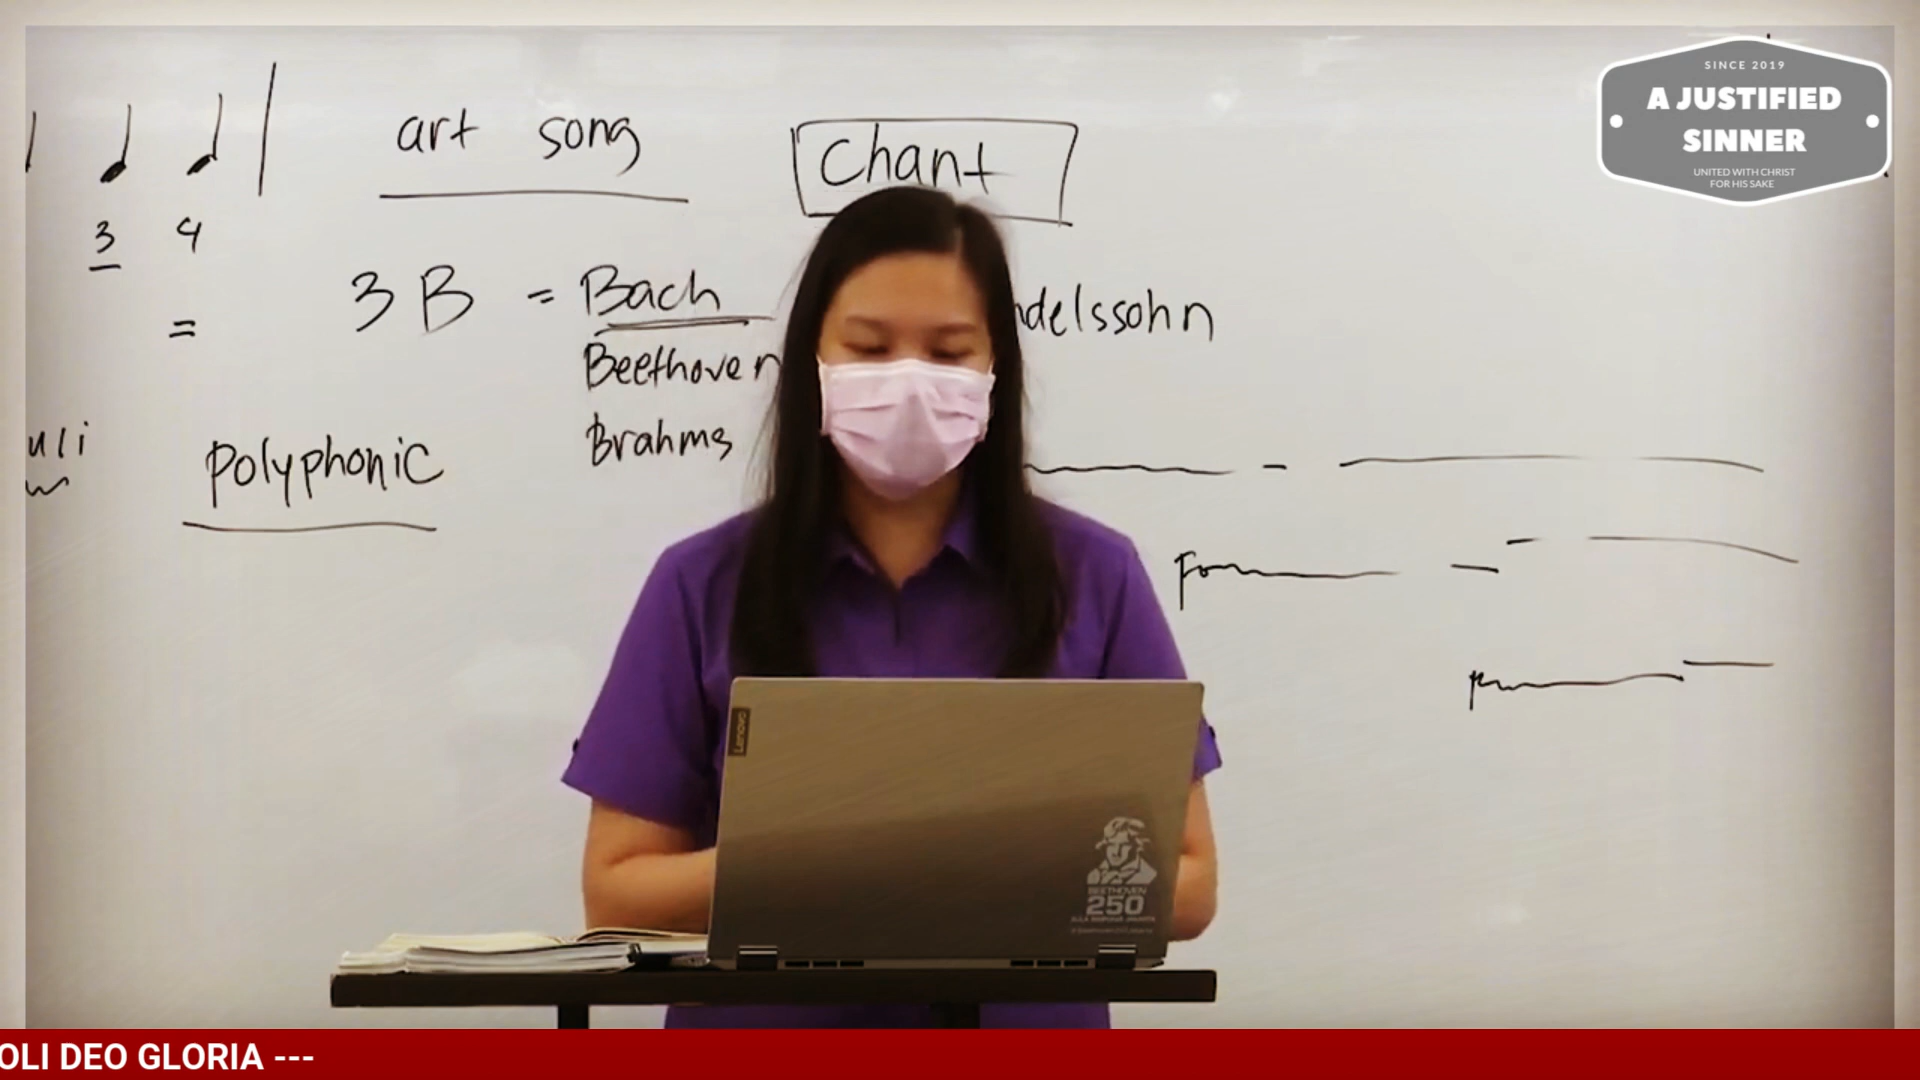 SINCE 2019
A JUSTIFIED
SINNER
UNITED WITH CHRIST
FOR HIS SAKE
art song
Chant
3 4
3 B = Bach
ndelssohn
=
Beethoven
Brahms
uli
Polyphonic
Lenovo
BEETHOVEN
250
OLI DEO GLORIA ---